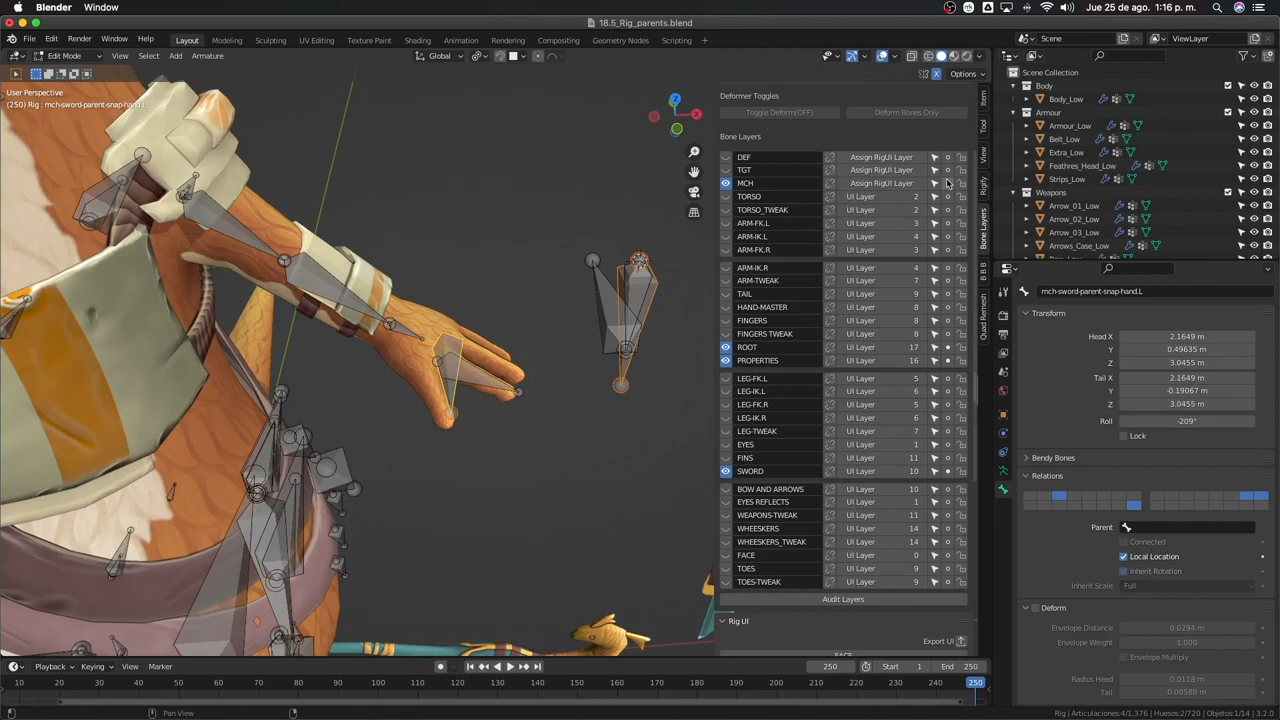 Blender Window
Jue 25 de ago. 1:16 p. m.
18.5_Rig_parents.blend
File Edit Render Window Help
Layout Modeling Sculpting UV Editing Texture Paint Shading Animation Rendering Compositing Geometry Nodes Scripting +
Scene ViewLayer
Edit Mode View Select Add Armature Global
X Options
User Perspective
(250) Rig : mch-sword-parent-snap-hand.L
Z X
Item
Tool
View
Rigify
Bone Layers
B B B
Quad Remesh
Deformer Toggles
Toggle Deform(OFF) Deform Bones Only
Bone Layers
DEF Assign RigUI Layer
TGT Assign RigUI Layer
MCH Assign RigUI Layer
TORSO UI Layer 2
TORSO_TWEAK UI Layer 2
ARM-FK.L UI Layer 3
ARM-IK.L UI Layer 4
ARM-FK.R UI Layer 3
ARM-IK.R UI Layer 4
ARM-TWEAK UI Layer 7
TAIL UI Layer 9
HAND-MASTER UI Layer 8
FINGERS UI Layer 8
FINGERS TWEAK UI Layer 8
ROOT UI Layer 17
PROPERTIES UI Layer 16
LEG-FK.L UI Layer 5
LEG-IK.L UI Layer 6
LEG-FK.R UI Layer 5
LEG-IK.R UI Layer 6
LEG-TWEAK UI Layer 7
EYES UI Layer 1
FINS UI Layer 11
SWORD UI Layer 10
BOW AND ARROWS UI Layer 10
EYES REFLECTS UI Layer 1
WEAPONS-TWEAK UI Layer 11
WHEESKERS UI Layer 14
WHEESKERS_TWEAK UI Layer 14
FACE UI Layer 0
TOES UI Layer 9
TOES-TWEAK UI Layer 9
Audit Layers
Rig UI
Export UI
Scene Collection
Body
Body_Low
Armour
Armour_Low
Belt_Low
Extra_Low
Feathres_Head_Low
Strips_Low
Weapons
Arrow_01_Low
Arrow_02_Low
Arrow_03_Low
Arrows_Case_Low
mch-sword-parent-snap-hand.L
Transform
Head X 2.1649 m
Y 0.49635 m
Z 3.0455 m
Tail X 2.1649 m
Y -0.19067 m
Z 3.0455 m
Roll -209°
Lock
Bendy Bones
Relations
Parent
Connected
Local Location
Inherit Rotation
Inherit Scale Full
Deform
Envelope Distance 0.0294 m
Envelope Weight 1.000
Envelope Multiply
Radius Head 0.0118 m
Tail 0.00588 m
Playback Keying View Marker
250 Start 1 End 250
10 20 30 40 50 60 70 80 90 100 110 120 130 140 150 160 170 180 190 200 210 220 230 240 250
Pan View
Rig | Articulaciones:4/1,376 | Huesos:2/720 | Objetos:1/14 | 3.2.0